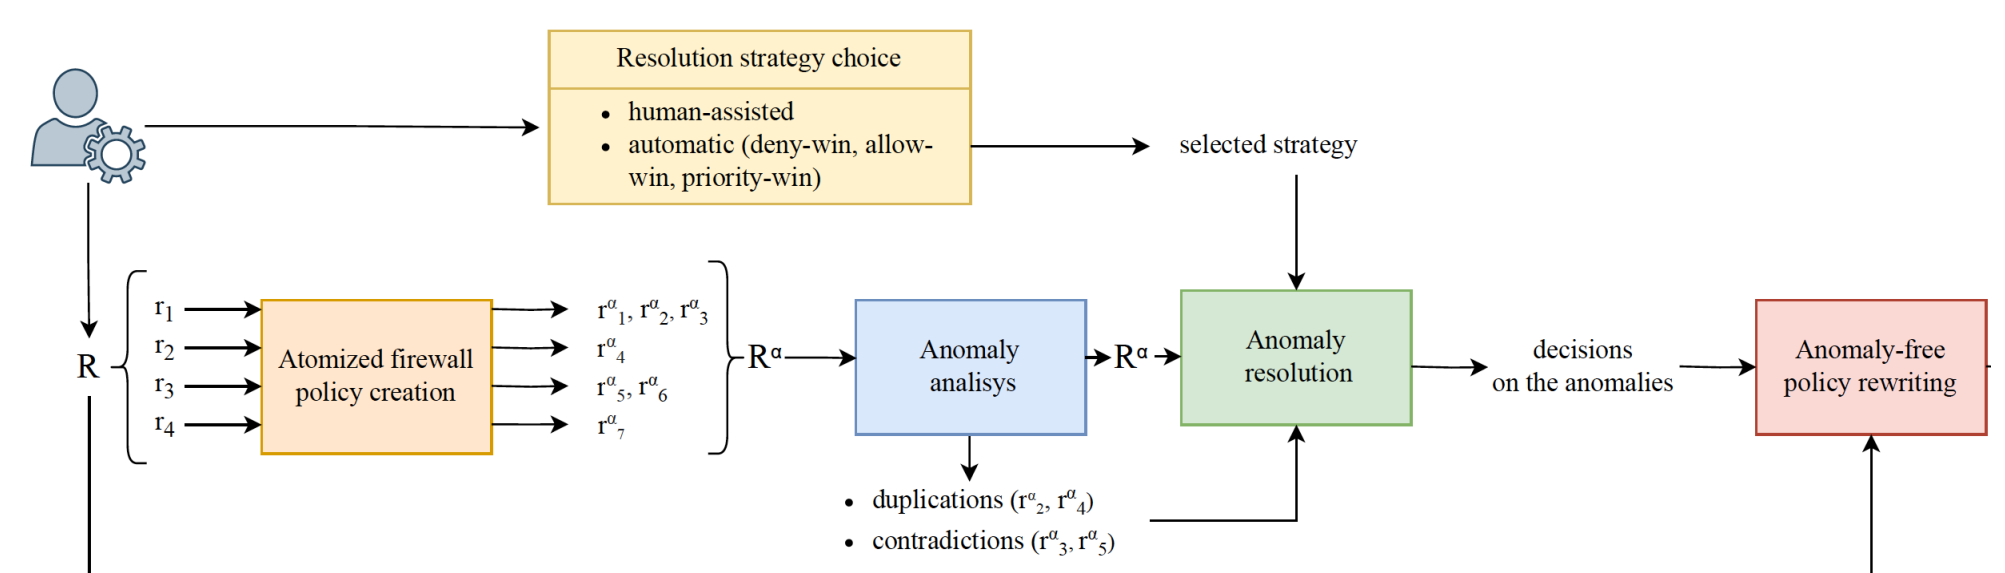 Resolution strategy choice
• human-assisted
• automatic (deny-win, allow-
win, priority-win)
selected strategy
R
r1
r2
r3
r4
Atomized firewall
policy creation
rα1, rα2, rα3
rα4
rα5, rα6
rα7
Rα
Anomaly
analisys
Rα
Anomaly
resolution
decisions
on the anomalies
Anomaly-free
policy rewriting
• duplications (rα2, rα4)
• contradictions (rα3, rα5)